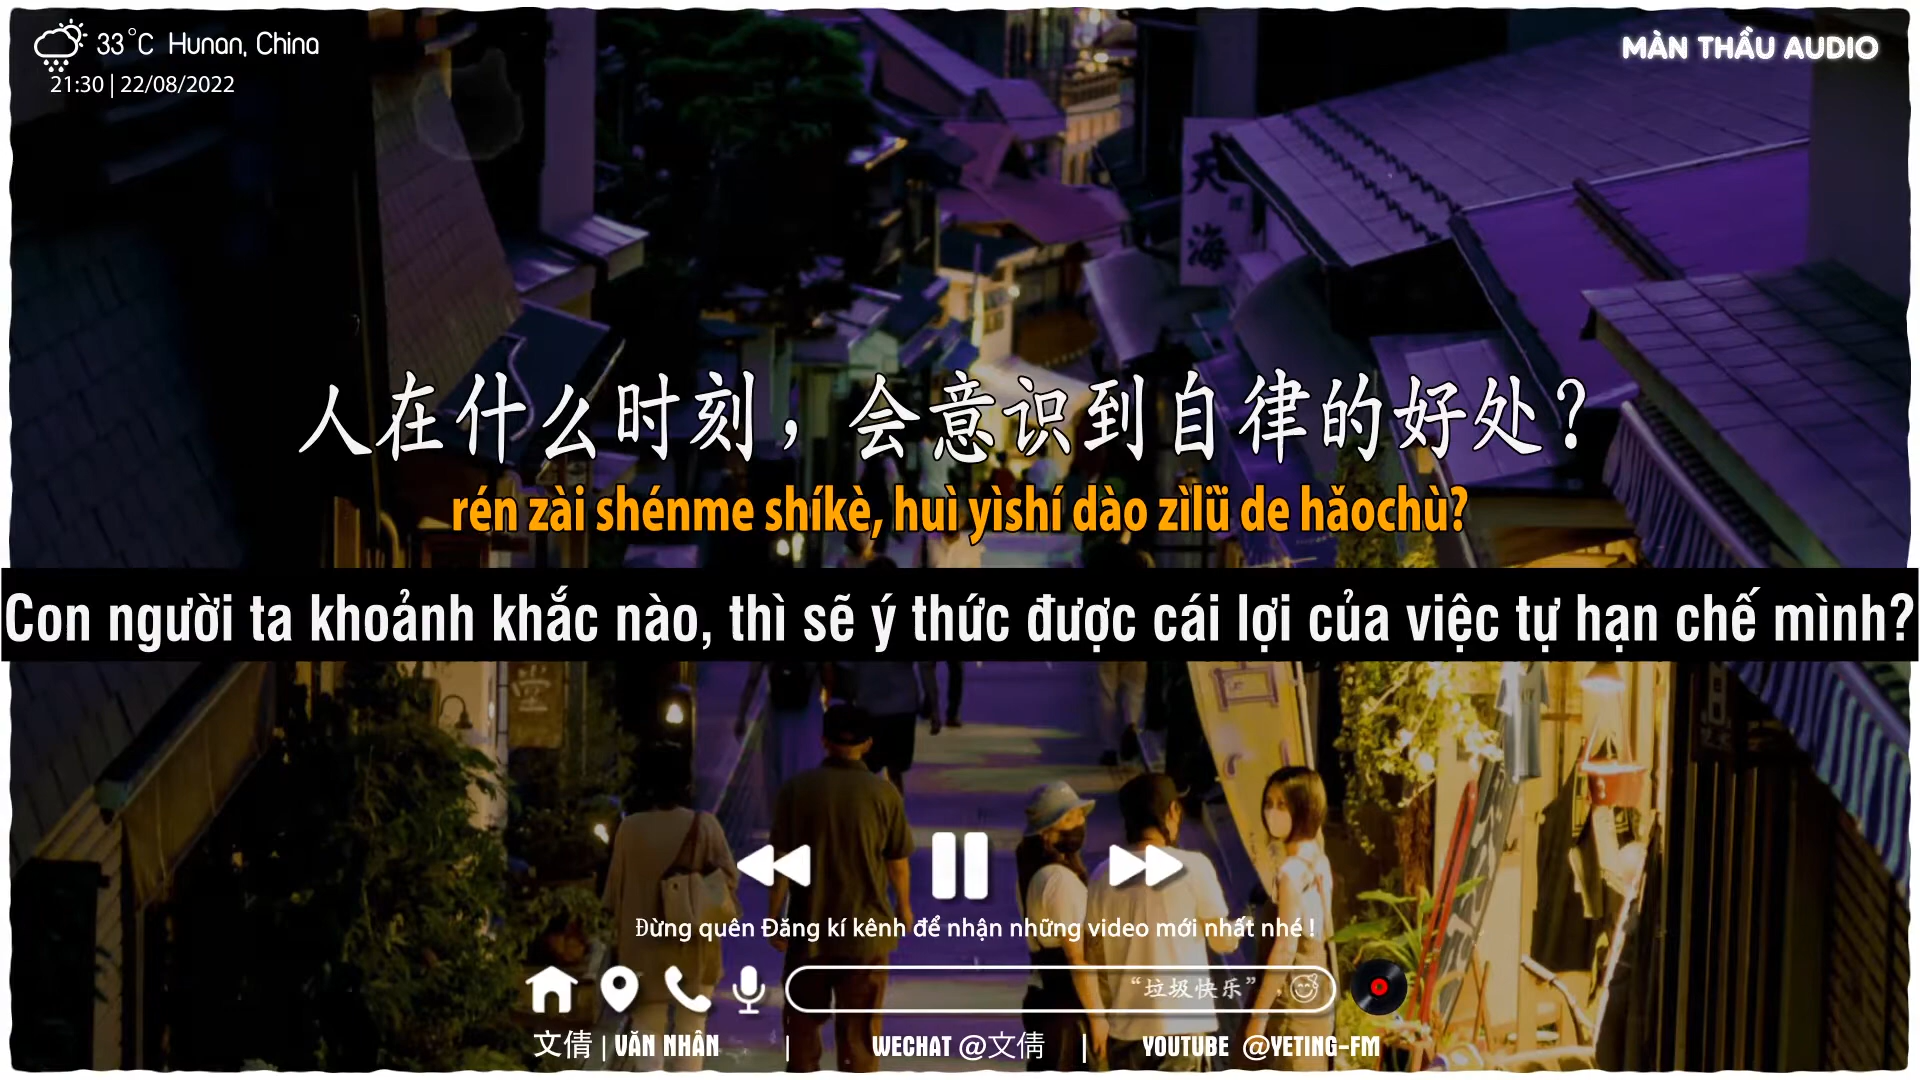 33°C Hunan, China
21:30 | 22/08/2022
MÀN THẦU AUDIO
天
海
人在什么时刻，会意识到自律的好处？
rén zài shénme shíkè, huì yìshí dào zìlǜ de hǎochù?
Con người ta khoảnh khắc nào, thì sẽ ý thức được cái lợi của việc tự hạn chế mình?
Đừng quên Đăng kí kênh để nhận những video mới nhất nhé !
“垃圾快乐”，
文倩 | VĂN NHÂN | WECHAT @文倩 | YOUTUBE @YETING-FM